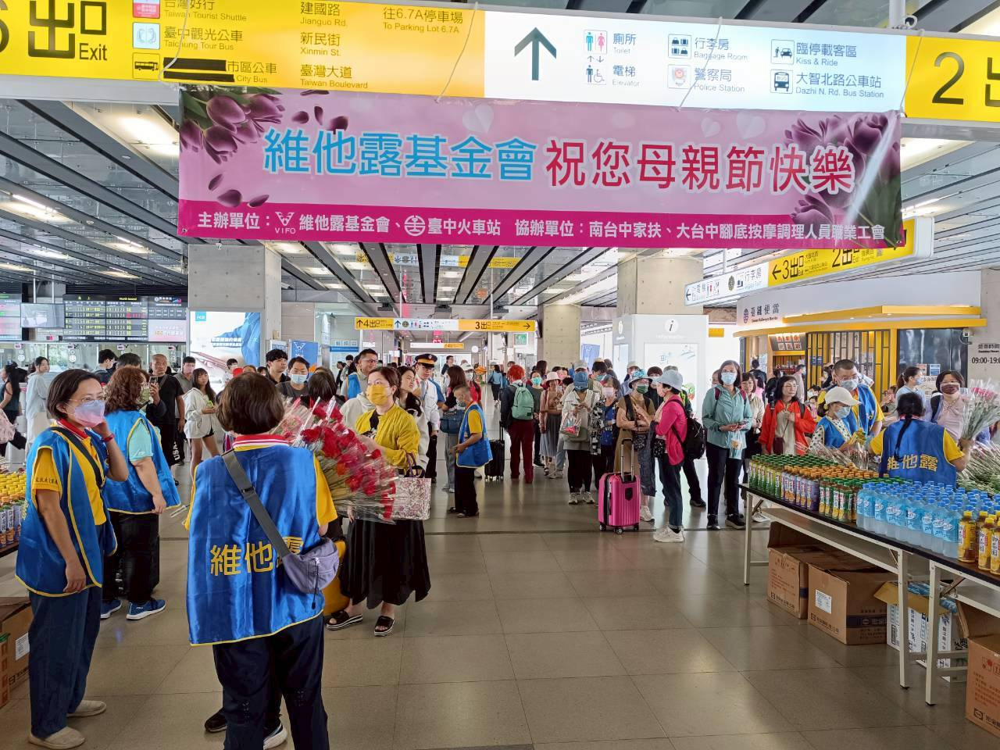 出口
Exit
台灣好行
Taiwan Tourist Shuttle
臺中觀光公車
Taichung Tour Bus
市區公車
City Bus
建國路
Jianguo Rd.
新民街
Xinmin St.
臺灣大道
Taiwan Boulevard
往6.7A停車場
To Parking Lot 6.7A
廁所
Toilet
電梯
Elevator
行李房
Baggage Room
警察局
Police Station
臨停載客區
Kiss & Ride
大智北路公車站
Dazhi N. Rd. Bus Station
2
維他露基金會 祝您母親節快樂
主辦單位：VIFO 維他露基金會、臺中火車站 協辦單位：南台中家扶、大台中腳底按摩調理人員職業工會
3出口
2出口
行李房
4出口
3出口
臺鐵便當
09:00-19
維他露
維他露